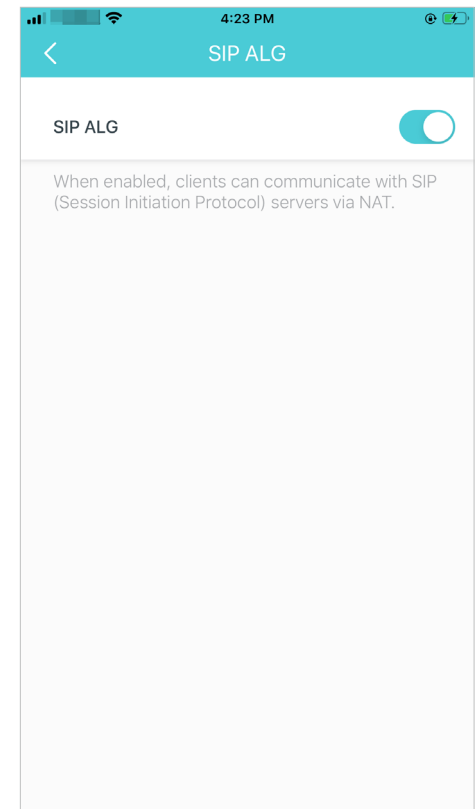 4:23 PM
SIP ALG
SIP ALG
When enabled, clients can communicate with SIP
(Session Initiation Protocol) servers via NAT.